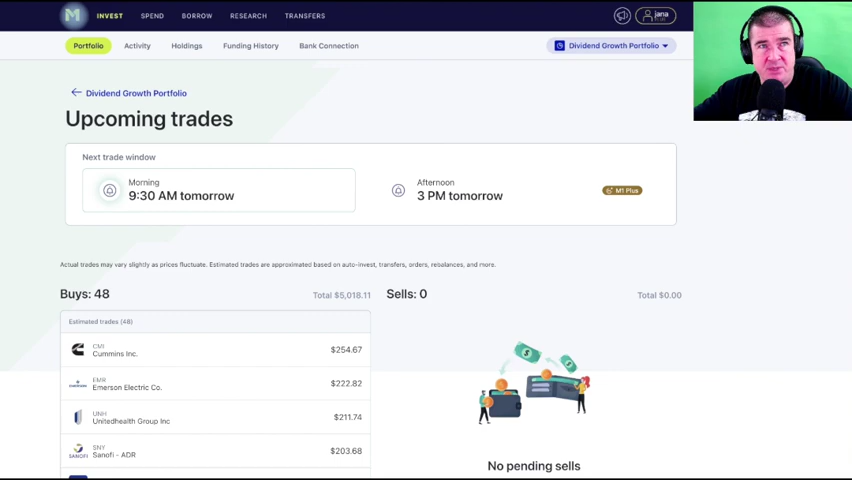 M INVEST SPEND BORROW RESEARCH TRANSFERS jana
Portfolio Activity Holdings Funding History Bank Connection Dividend Growth Portfolio
Dividend Growth Portfolio
Upcoming trades
Next trade window
Morning
9:30 AM tomorrow
Afternoon
3 PM tomorrow
M1 Plus
Actual trades may vary slightly as prices fluctuate. Estimated trades are approximated based on auto-invest, transfers, orders, rebalances, and more.
Buys: 48 Total $5,018.11
Sells: 0 Total $0.00
Estimated trades (48)
CMI
Cummins Inc. $254.67
EMR
Emerson Electric Co. $222.82
UNH
Unitedhealth Group Inc $211.74
SNY
Sanofi - ADR $203.68
SANOFI
No pending sells